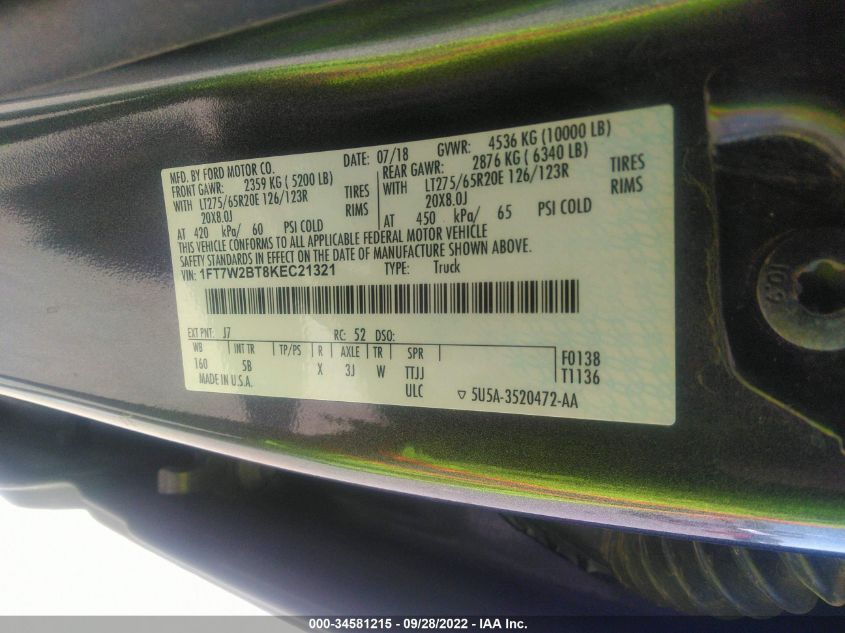 MFD. BY FORD MOTOR CO. DATE: 07/18 GVWR: 4536 KG (10000 LB)
FRONT GAWR: 2359 KG ( 5200 LB) REAR GAWR: 2876 KG ( 6340 LB)
WITH LT275/65R20E 126/123R TIRES WITH LT275/65R20E 126/123R TIRES
20X8.0J RIMS 20X8.0J RIMS
AT 420 kPa/ 60 PSI COLD AT 450 kPa/ 65 PSI COLD
THIS VEHICLE CONFORMS TO ALL APPLICABLE FEDERAL MOTOR VEHICLE
SAFETY STANDARDS IN EFFECT ON THE DATE OF MANUFACTURE SHOWN ABOVE.
VIN: 1FT7W2BT8KEC21321 TYPE: Truck
EXT PNT: J7 RC: 52 DSO:
WB INT TR TP/PS R AXLE TR SPR F0138
160 5B X 3J W TTJJ T1136
MADE IN U.S.A. ULC ▽ 5U5A-3520472-AA
10.9
000-34581215 - 09/28/2022 - IAA Inc.